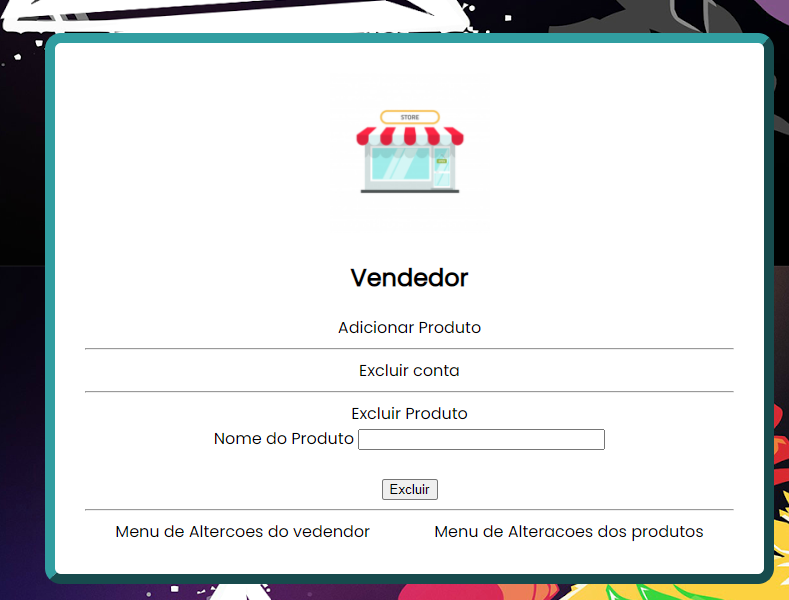 STORE
Vendedor
Adicionar Produto
Excluir conta
Excluir Produto
Nome do Produto
Excluir
Menu de Altercoes do vedendor Menu de Alteracoes dos produtos